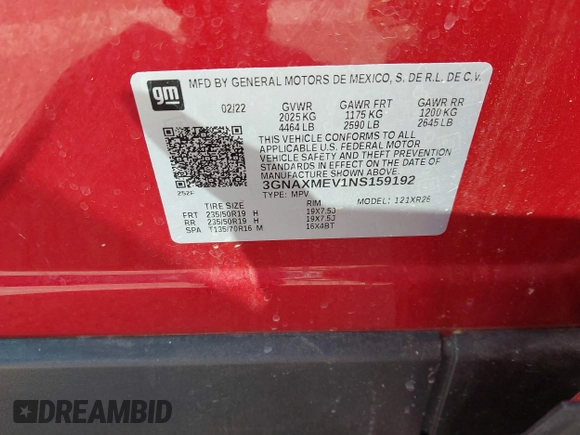 gm
MFD BY GENERAL MOTORS DE MEXICO, S. DE R.L. DE C.V.
02/22 GVWR GAWR FRT GAWR RR
2025 KG 1175 KG 1200 KG
4464 LB 2590 LB 2645 LB
THIS VEHICLE CONFORMS TO ALL
APPLICABLE U.S. FEDERAL MOTOR
VEHICLE SAFETY AND THEFT PREVENTION
STANDARDS IN EFFECT ON THE DATE OF
MANUFACTURE SHOWN ABOVE.
3GNAXMEV1NS159192
252F TYPE: MPV MODEL: 121XR26
TIRE SIZE RIM
FRT 235/50R19 H 19X7.5J
RR 235/50R19 H 19X7.5J
SPA T135/70R16 M 16X4BT
DREAMBID